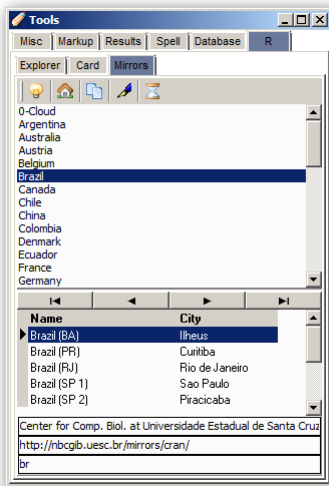 Tools
Misc Markup Results Spell Database R
Explorer Card Mirrors
0-Cloud
Argentina
Australia
Austria
Belgium
Brazil
Canada
Chile
China
Colombia
Denmark
Ecuador
France
Germany
Name City
Brazil (BA) Ilheus
Brazil (PR) Curitiba
Brazil (RJ) Rio de Janeiro
Brazil (SP 1) Sao Paulo
Brazil (SP 2) Piracicaba
Center for Comp. Biol. at Universidade Estadual de Santa Cruz
http://nbcgib.uesc.br/mirrors/cran/
br